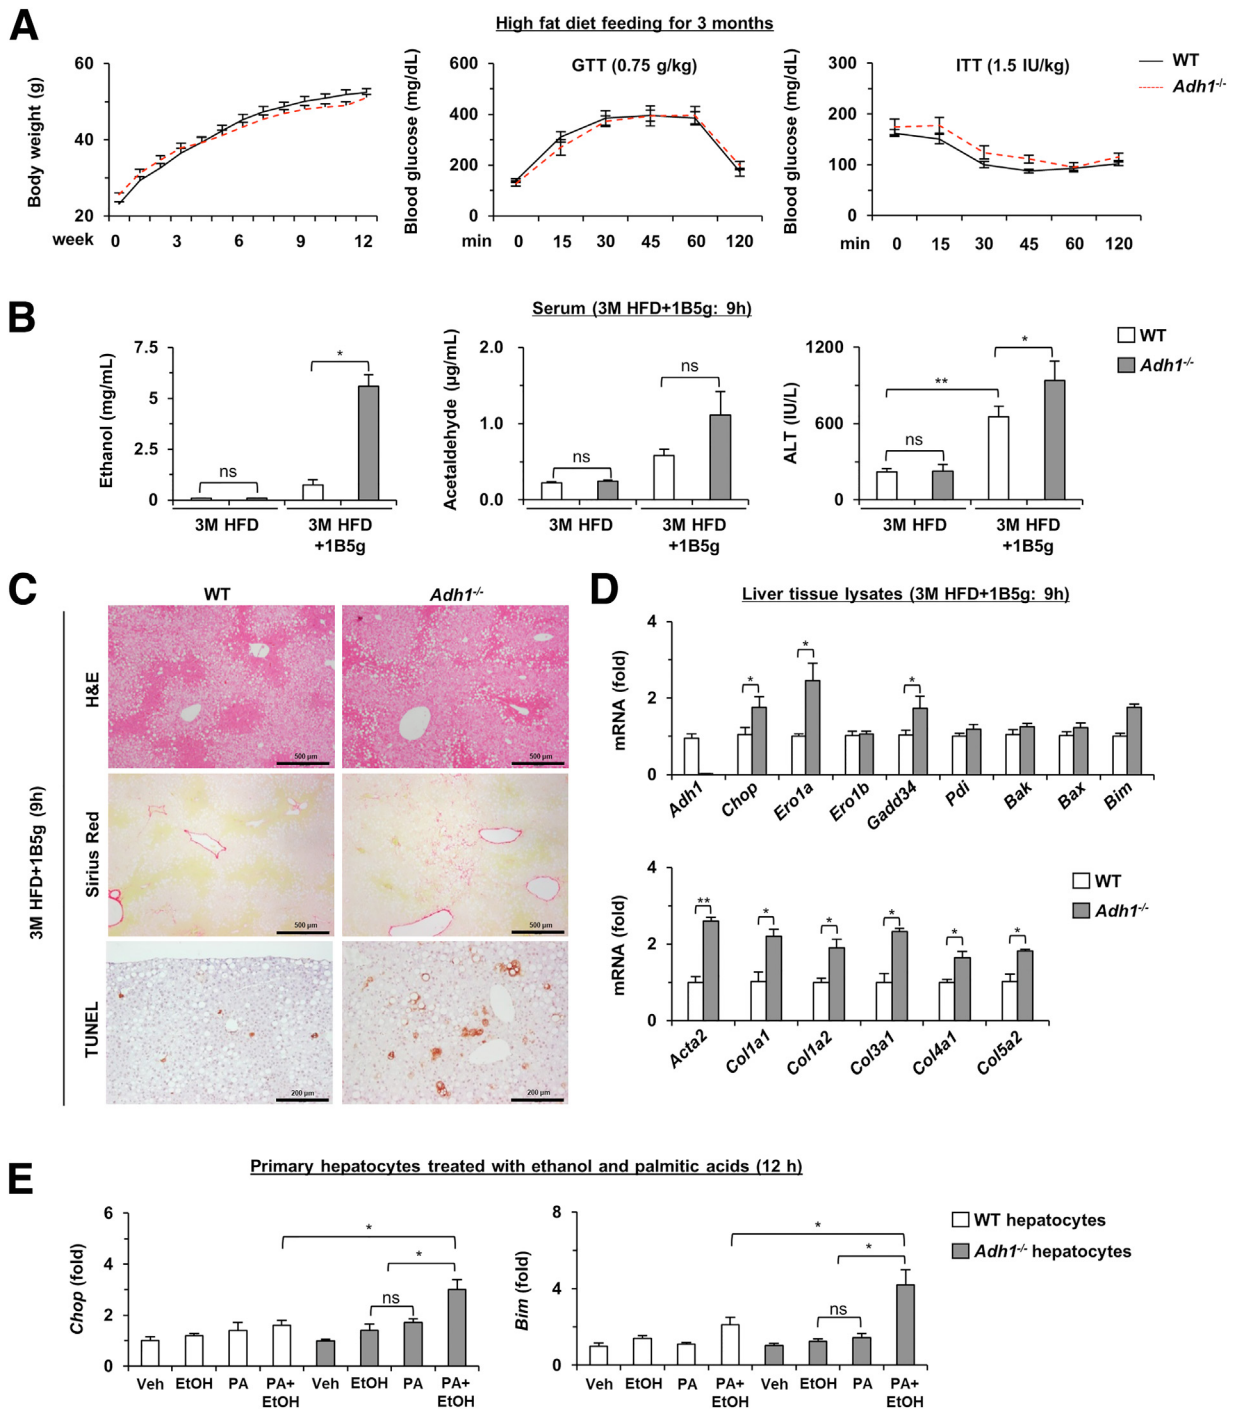 A
High fat diet feeding for 3 months
Body weight (g)
60
40
20
week
0 3 6 9 12
Blood glucose (mg/dL)
GTT (0.75 g/kg)
600
400
200
0
min
0 15 30 45 60 120
Blood glucose (mg/dL)
ITT (1.5 IU/kg)
300
200
100
0
min
0 15 30 45 60 120
WT
Adh1-/-
B
Serum (3M HFD+1B5g: 9h)
Ethanol (mg/mL)
7.5
5
2.5
0
ns
*
3M HFD
3M HFD
+1B5g
Acetaldehyde (µg/mL)
2.0
1.0
0.0
ns
ns
3M HFD
3M HFD
+1B5g
ALT (IU/L)
1200
600
0
ns
**
*
3M HFD
3M HFD
+1B5g
WT
Adh1-/-
C
WT
Adh1-/-
3M HFD+1B5g (9h)
H&E
500 µm
500 µm
Sirius Red
500 µm
500 µm
TUNEL
200 µm
200 µm
D
Liver tissue lysates (3M HFD+1B5g: 9h)
mRNA (fold)
4
2
0
*
*
*
Adh1 Chop Ero1a Ero1b Gadd34 Pdi Bak Bax Bim
mRNA (fold)
4
2
0
**
*
*
*
*
*
Acta2 Col1a1 Col1a2 Col3a1 Col4a1 Col5a2
WT
Adh1-/-
E
Primary hepatocytes treated with ethanol and palmitic acids (12 h)
Chop (fold)
6
4
2
0
*
*
ns
Veh EtOH PA PA+ Veh EtOH PA PA+
EtOH EtOH
Bim (fold)
8
4
0
*
*
ns
Veh EtOH PA PA+ Veh EtOH PA PA+
EtOH EtOH
WT hepatocytes
Adh1-/- hepatocytes